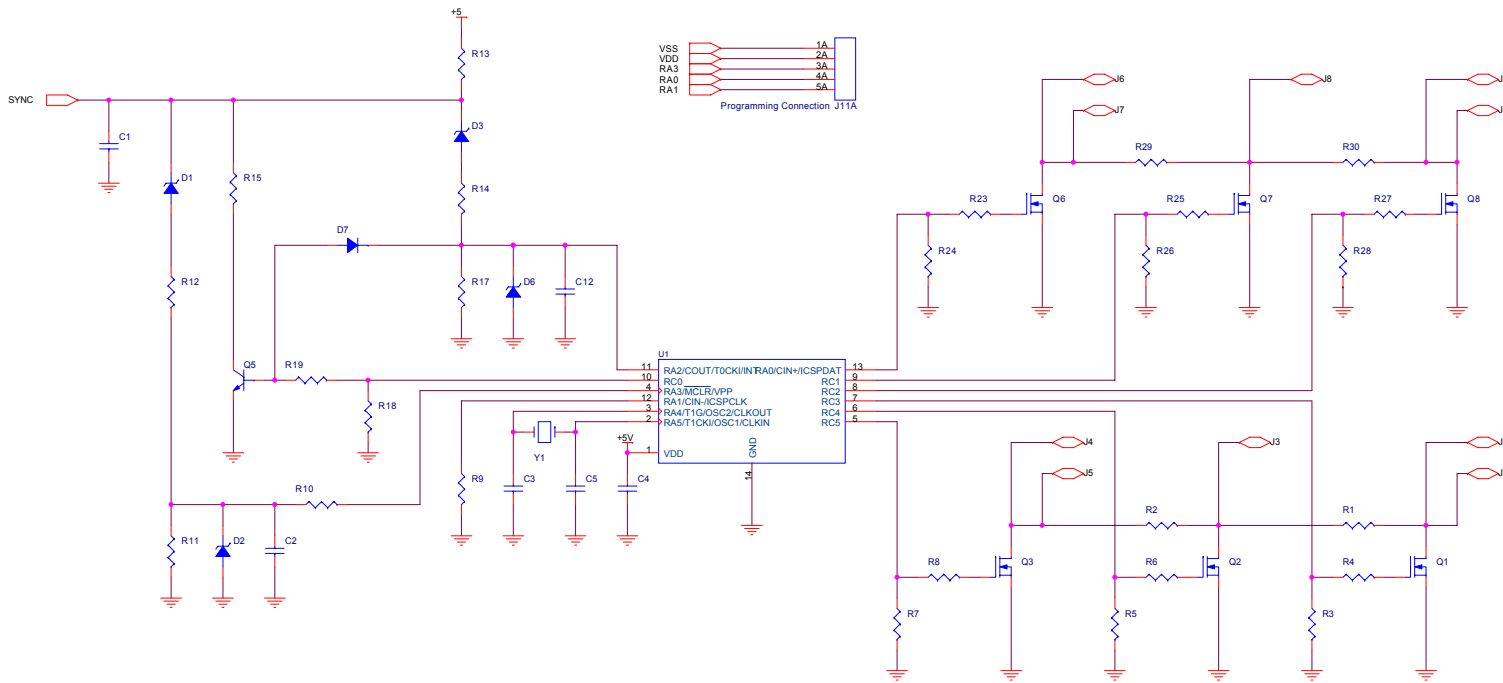 +5
R13
VSS
VDD
RA3
RA0
RA1
1A
2A
3A
4A
5A
Programming Connection J11A
SYNC
C1
D1
R15
D3
R14
D7
R12
R17
D6
C12
J6
J8
J
J7
J
R29
R30
R23
Q6
R25
Q7
R27
Q8
R24
R26
R28
U1
Q5
R19
R18
11 RA2/COUT/T0CKI/INT RA0/CIN+/ICSPDAT 13
10 RC0 RC1 9
4 RA3/MCLR/VPP RC2 8
12 RA1/CIN-/ICSPCLK RC3 7
3 RA4/T1G/OSC2/CLKOUT RC4 6
2 RA5/T1CKI/OSC1/CLKIN RC5 5
1 VDD
GND
14
+5V
Y1
R9
C3
C5
C4
R10
R11
D2
C2
J4
J3
J
J5
J
R2
R1
R8
Q3
R6
Q2
R4
Q1
R7
R5
R3